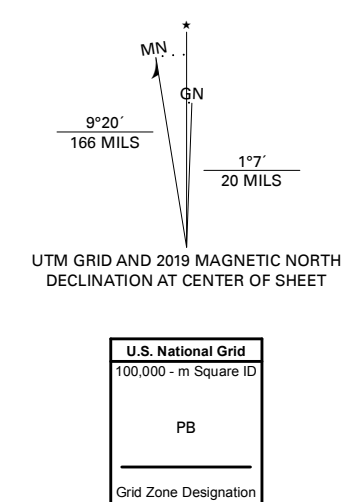 ★
MN
GN
9°20´
166 MILS
1°7´
20 MILS
UTM GRID AND 2019 MAGNETIC NORTH
DECLINATION AT CENTER OF SHEET
U.S. National Grid
100,000 - m Square ID
PB
Grid Zone Designation